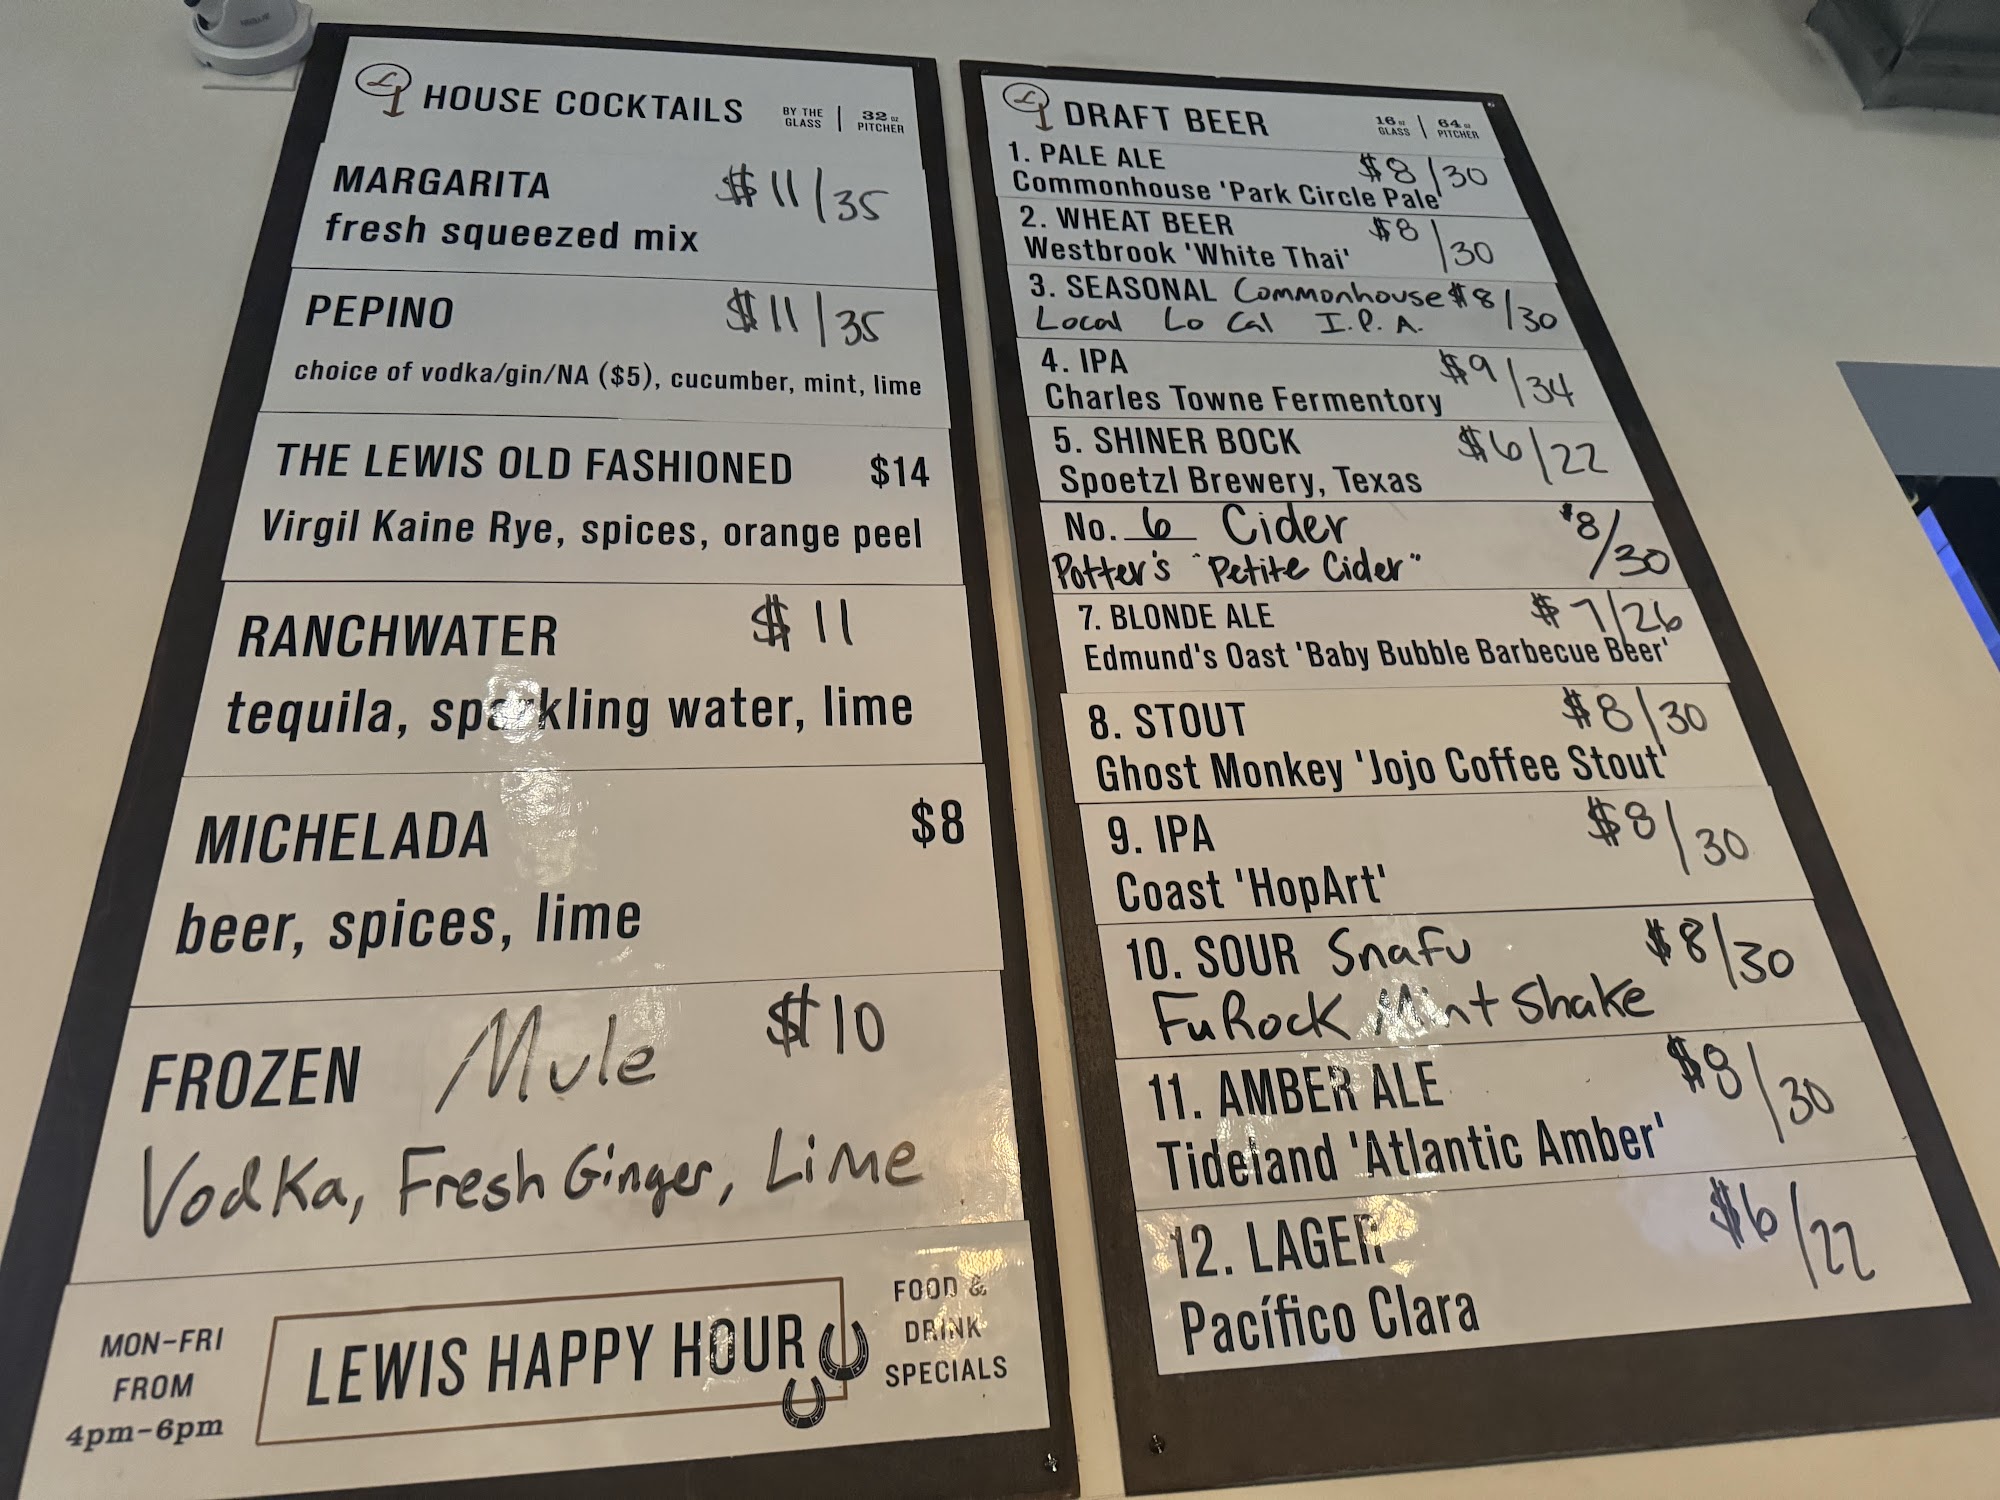 HOUSE COCKTAILS BY THE GLASS | 32 oz PITCHER
MARGARITA $11/35
fresh squeezed mix
PEPINO $11/35
choice of vodka/gin/NA ($5), cucumber, mint, lime
THE LEWIS OLD FASHIONED $14
Virgil Kaine Rye, spices, orange peel
RANCHWATER $11
tequila, sparkling water, lime
MICHELADA $8
beer, spices, lime
FROZEN Mule $10
Vodka, Fresh Ginger, Lime
MON-FRI
FROM
4pm-6pm
LEWIS HAPPY HOUR
FOOD &
DRINK
SPECIALS
DRAFT BEER 16 oz GLASS | 64 oz PITCHER
1. PALE ALE $8/30
Commonhouse 'Park Circle Pale'
2. WHEAT BEER $8/30
Westbrook 'White Thai'
3. SEASONAL Commonhouse $8/30
Local Lo Cal I.P.A.
4. IPA $9/34
Charles Towne Fermentory
5. SHINER BOCK $6/22
Spoetzl Brewery, Texas
No. 6 Cider $8/30
Potter's "Petite Cider"
7. BLONDE ALE $7/26
Edmund's Oast 'Baby Bubble Barbecue Beer'
8. STOUT $8/30
Ghost Monkey 'Jojo Coffee Stout'
9. IPA $8/30
Coast 'HopArt'
10. SOUR Snafu $8/30
FuRock Mint Shake
11. AMBER ALE $8/30
Tideland 'Atlantic Amber'
12. LAGER $6/22
Pacífico Clara